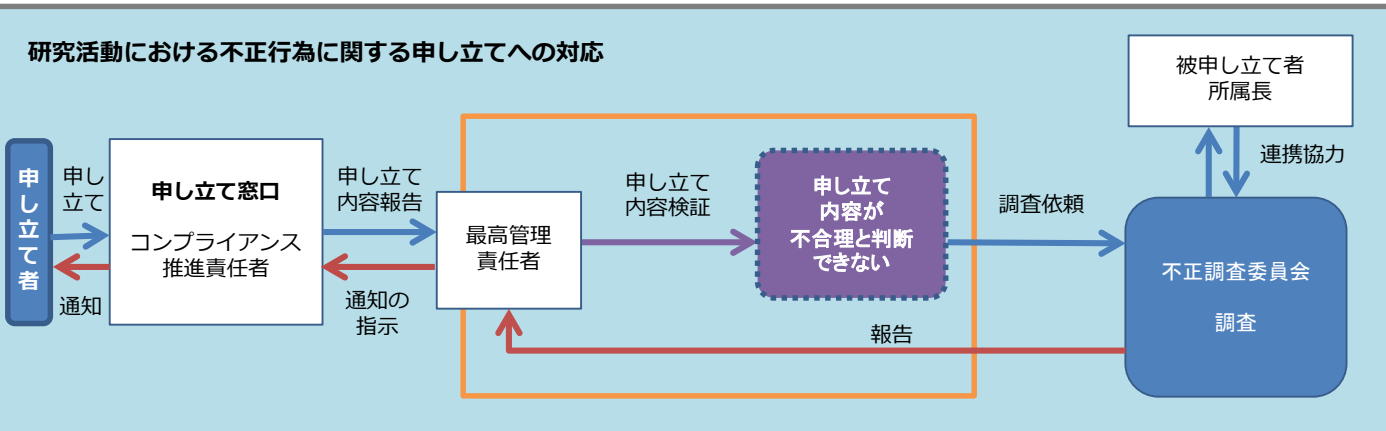 研究活動における不正行為に関する申し立てへの対応
申し立て者
申し
立て
通知
申し立て窓口
コンプライアンス
推進責任者
申し立て
内容報告
通知の
指示
最高管理
責任者
申し立て
内容検証
申し立て
内容が
不合理と判断
できない
調査依頼
報告
被申し立て者
所属長
連携協力
不正調査委員会
調査